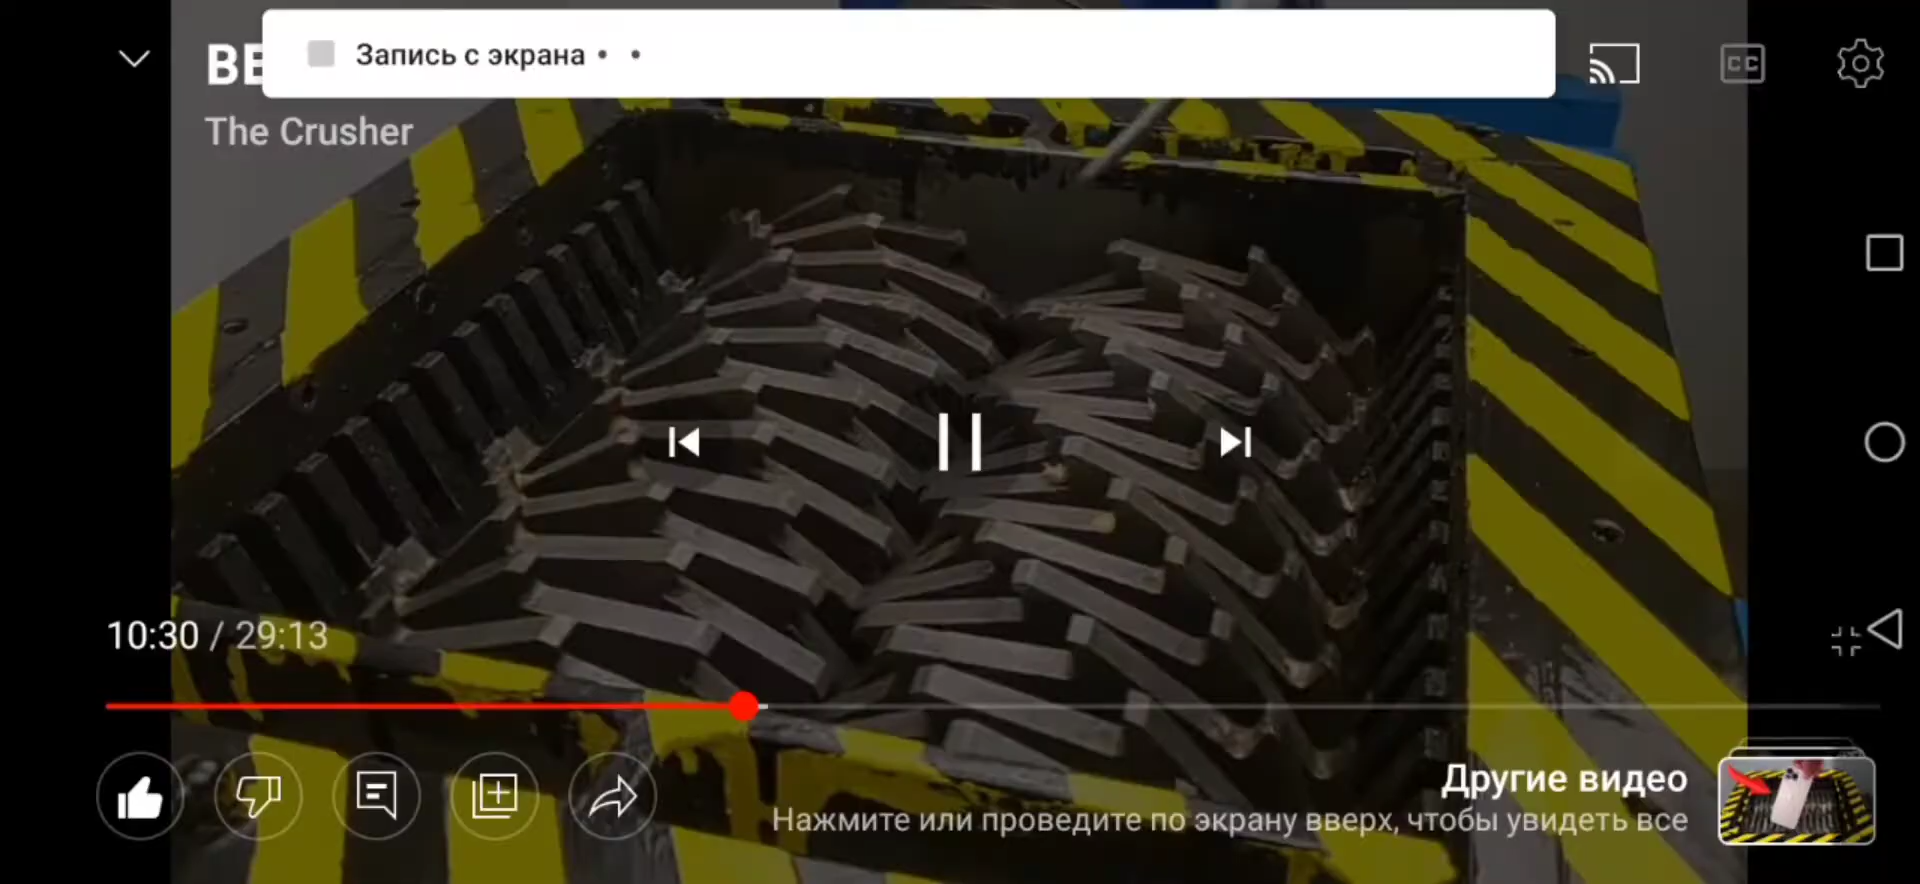 Запись с экрана • •
BE
The Crusher
CC
10:30 / 29:13
Другие видео
Нажмите или проведите по экрану вверх, чтобы увидеть все